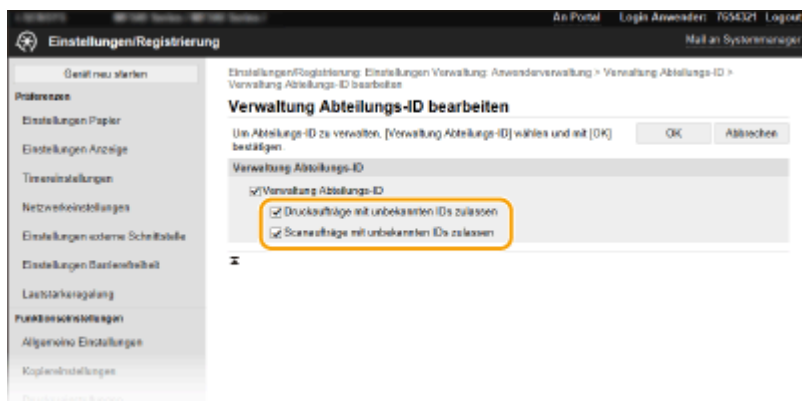 An Portal Login Anwender: 7654321 Logout
Einstellungen/Registrierung
Mail an Systemmanager
Gerät neu starten
Präferenzen
Einstellungen Papier
Einstellungen Anzeige
Timereinstellungen
Netzwerkeinstellungen
Einstellungen externe Schnittstelle
Einstellungen Barrierefreiheit
Lautstärkeregelung
Funktionseinstellungen
Allgemeine Einstellungen
Kopiereinstellungen
Einstellungen/Registrierung: Einstellungen Verwaltung: Anwenderverwaltung > Verwaltung Abteilungs-ID >
Verwaltung Abteilungs-ID bearbeiten
Verwaltung Abteilungs-ID bearbeiten
Um Abteilungs-ID zu verwalten, [Verwaltung Abteilungs-ID] wählen und mit [OK]
bestätigen.
OK Abbrechen
Verwaltung Abteilungs-ID
Verwaltung Abteilungs-ID
Druckaufträge mit unbekannten IDs zulassen
Scanaufträge mit unbekannten IDs zulassen